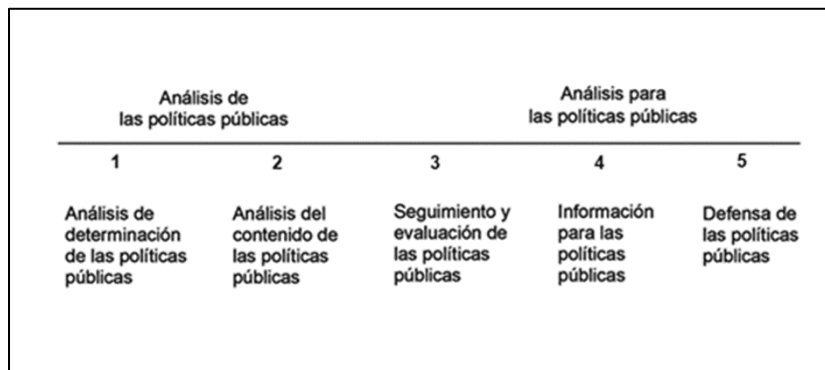 Análisis de
las políticas públicas
Análisis para
las políticas públicas
1
2
3
4
5
Análisis de
determinación
de las políticas
públicas
Análisis del
contenido de
las políticas
públicas
Seguimiento y
evaluación de
las políticas
públicas
Información
para las
políticas
públicas
Defensa de
las políticas
públicas